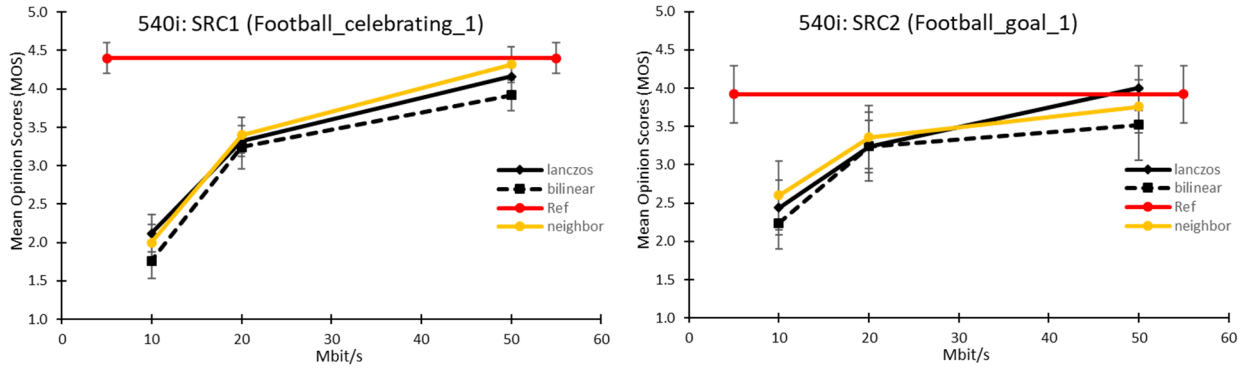 540i: SRC1 (Football_celebrating_1)
Mean Opinion Scores (MOS)
5.0
4.5
4.0
3.5
3.0
2.5
2.0
1.5
1.0
0
10
20
30
40
50
60
Mbit/s
lanczos
bilinear
Ref
neighbor
540i: SRC2 (Football_goal_1)
Mean Opinion Scores (MOS)
5.0
4.5
4.0
3.5
3.0
2.5
2.0
1.5
1.0
0
10
20
30
40
50
60
Mbit/s
lanczos
bilinear
Ref
neighbor